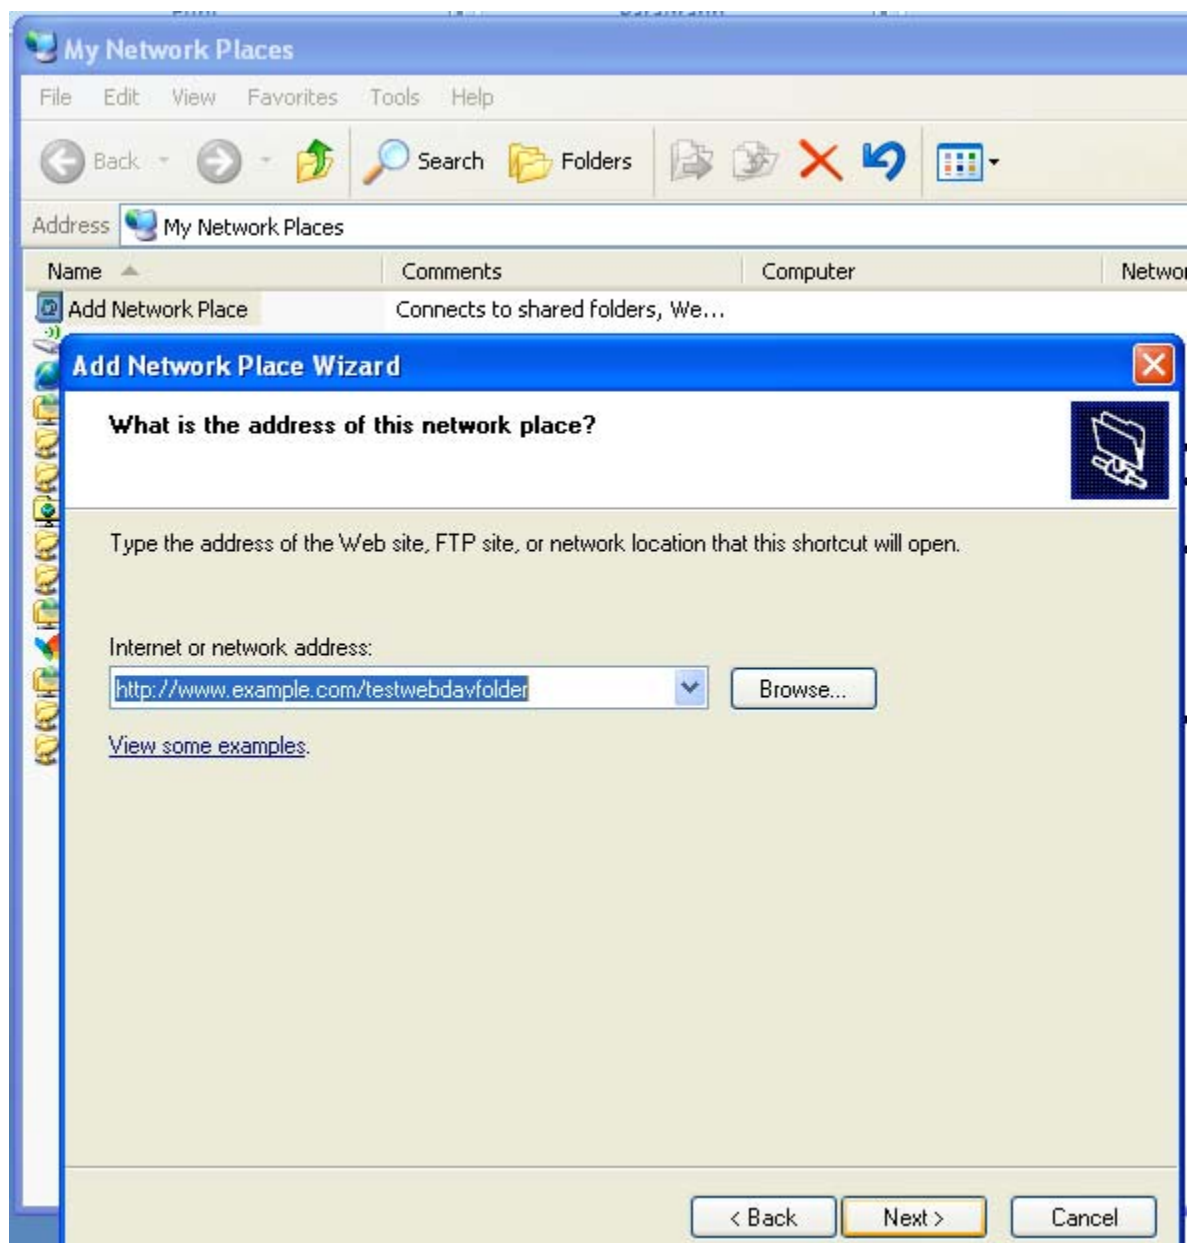 My Network Places
File Edit View Favorites Tools Help
Back Search Folders
Address My Network Places
Name Comments Computer Networ
Add Network Place Connects to shared folders, We...
Add Network Place Wizard
What is the address of this network place?
Type the address of the Web site, FTP site, or network location that this shortcut will open.
Internet or network address:
http://www.example.com/testwebdavfolder Browse...
View some examples.
< Back Next > Cancel